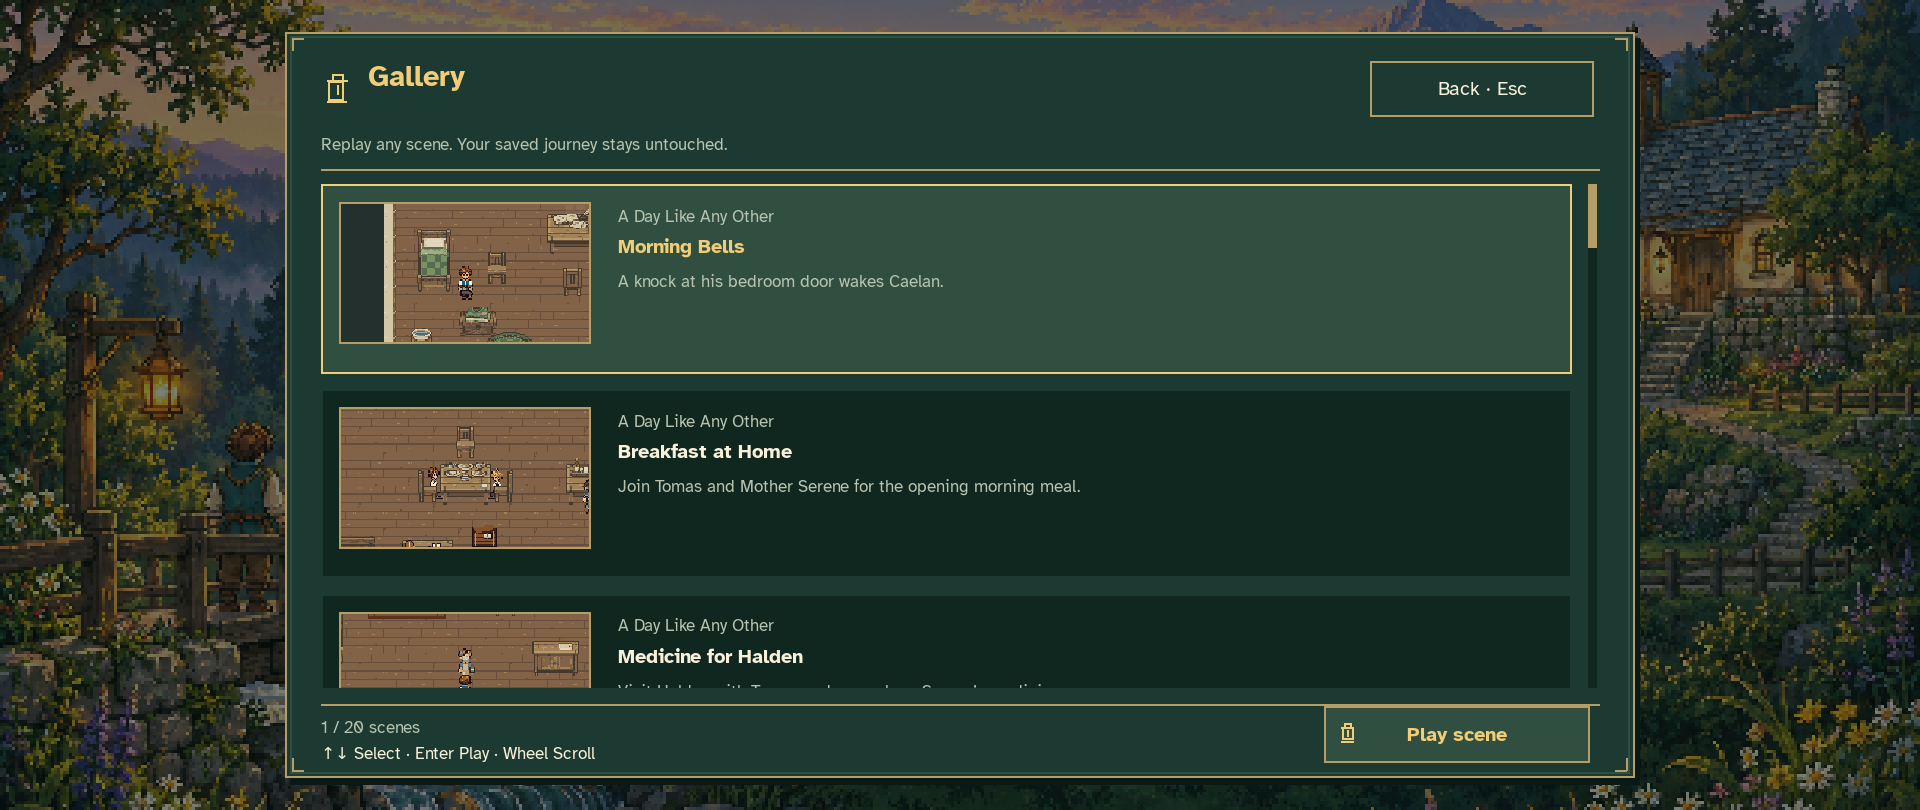 Gallery
Back · Esc
Replay any scene. Your saved journey stays untouched.
A Day Like Any Other
Morning Bells
A knock at his bedroom door wakes Caelan.
A Day Like Any Other
Breakfast at Home
Join Tomas and Mother Serene for the opening morning meal.
A Day Like Any Other
Medicine for Halden
1 / 20 scenes
↑↓ Select · Enter Play · Wheel Scroll
Play scene